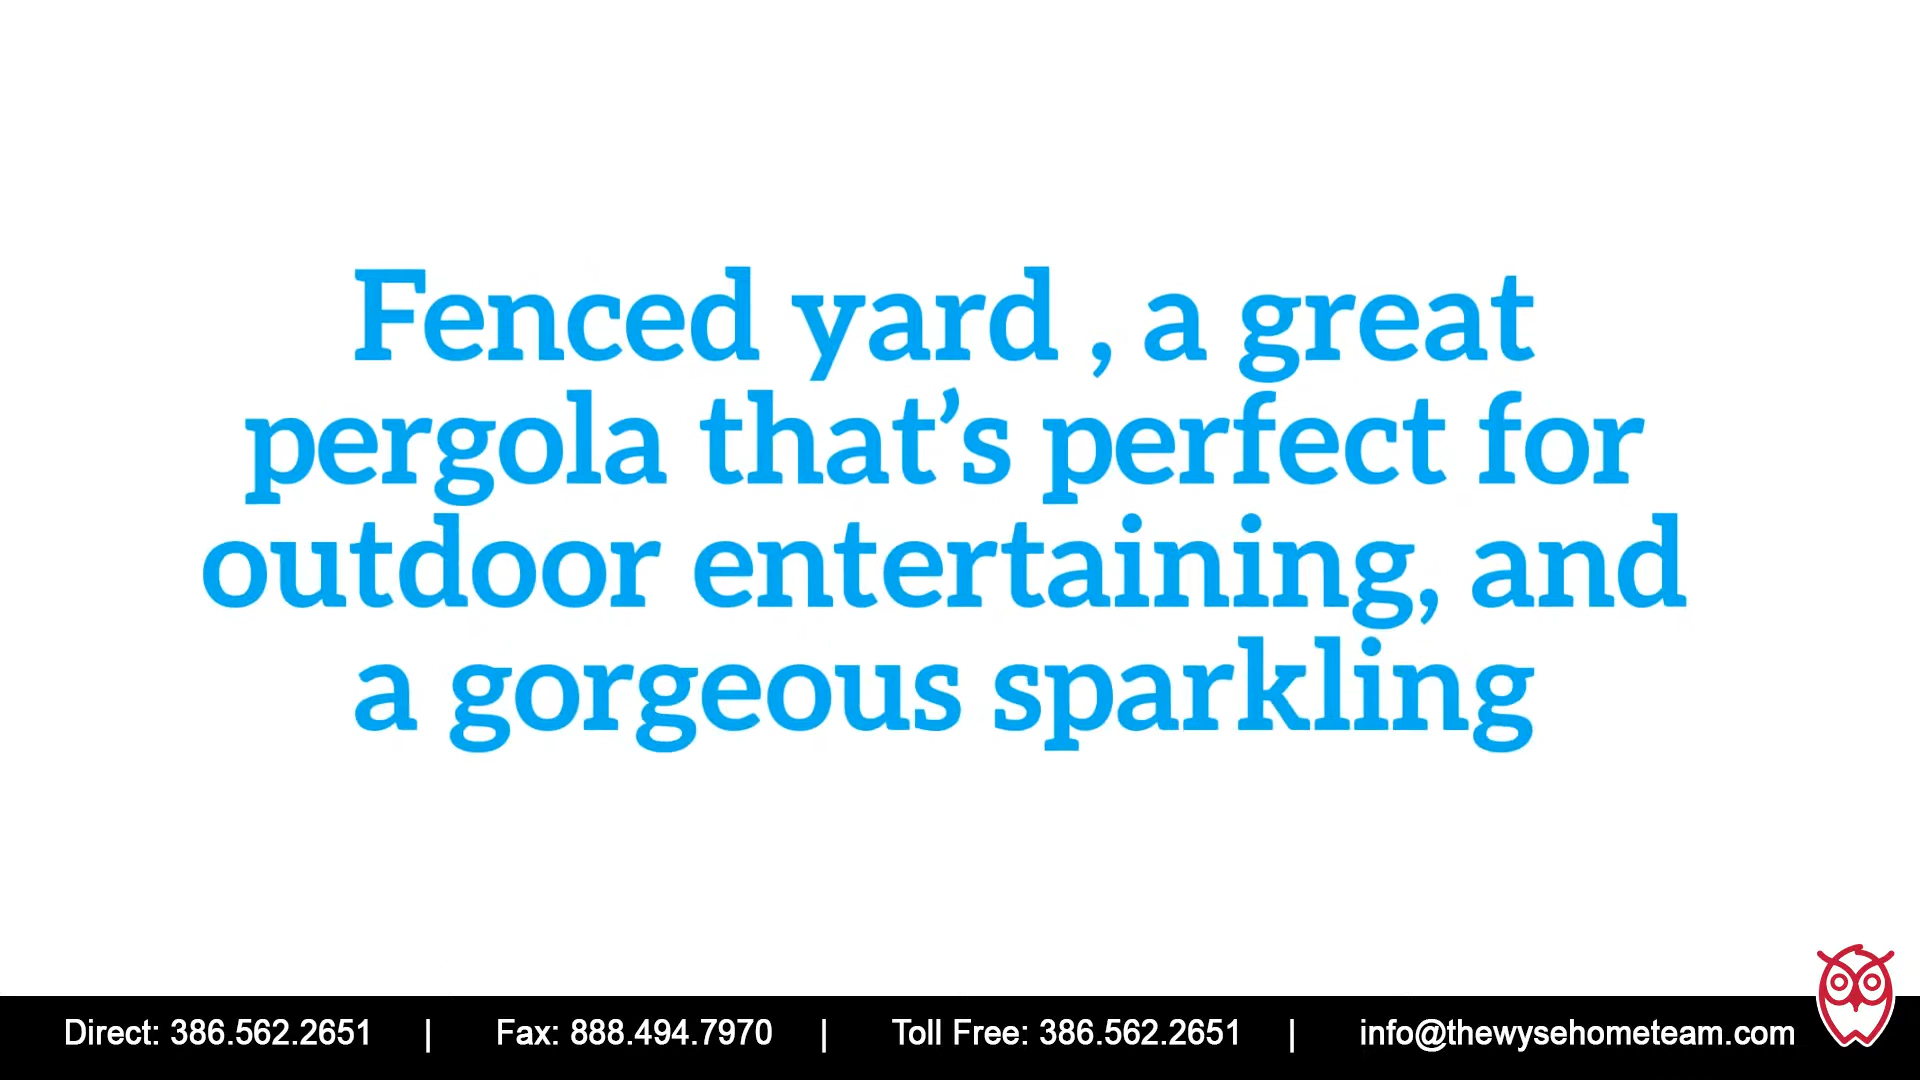 Fenced yard , a great
pergola that’s perfect for
outdoor entertaining, and
a gorgeous sparkling
Direct: 386.562.2651 | Fax: 888.494.7970 | Toll Free: 386.562.2651 | info@thewysehometeam.com